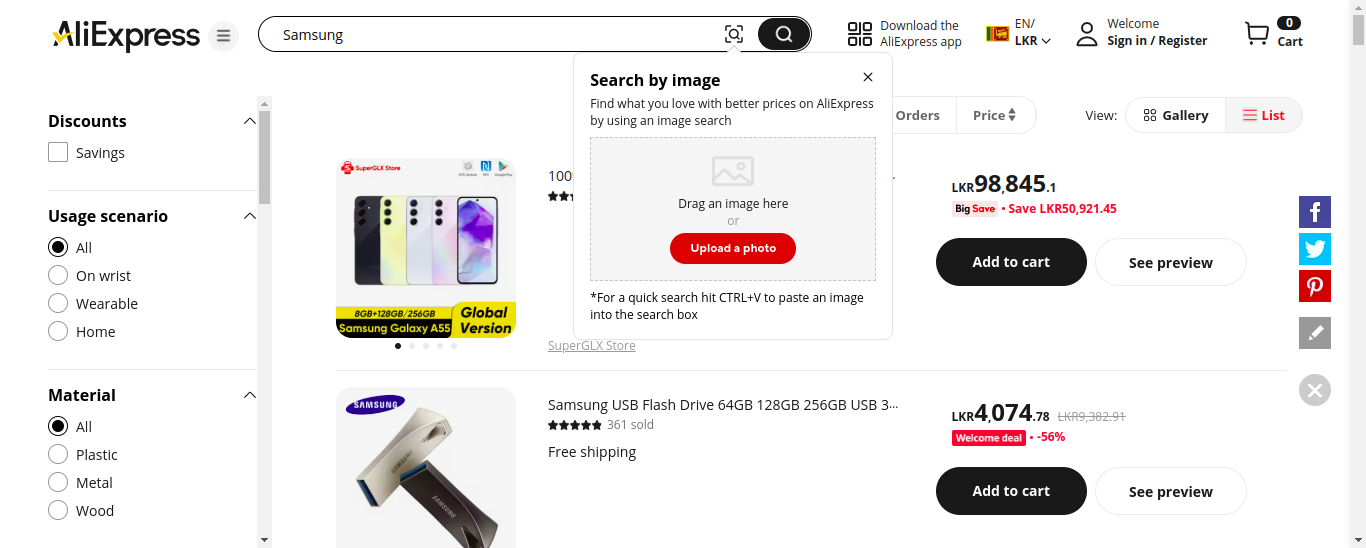 AliExpress
Samsung
Download the
AliExpress app
EN/
LKR
Welcome
Sign in / Register
0
Cart
Search by image
Find what you love with better prices on AliExpress
by using an image search
Drag an image here
or
Upload a photo
*For a quick search hit CTRL+V to paste an image
into the search box
Orders
Price
View:
Gallery
List
Discounts
Savings
Usage scenario
All
On wrist
Wearable
Home
Material
All
Plastic
Metal
Wood
SuperGLX Store
NFC
8GB+128GB/256GB
Samsung Galaxy A55
Global
Version
100
SuperGLX Store
LKR98,845.1
Big Save
• Save LKR50,921.45
Add to cart
See preview
SAMSUNG
SAMSUNG
SAMSUNG
Samsung USB Flash Drive 64GB 128GB 256GB USB 3...
361 sold
Free shipping
LKR4,074.78
LKR9,382.91
Welcome deal
• -56%
Add to cart
See preview